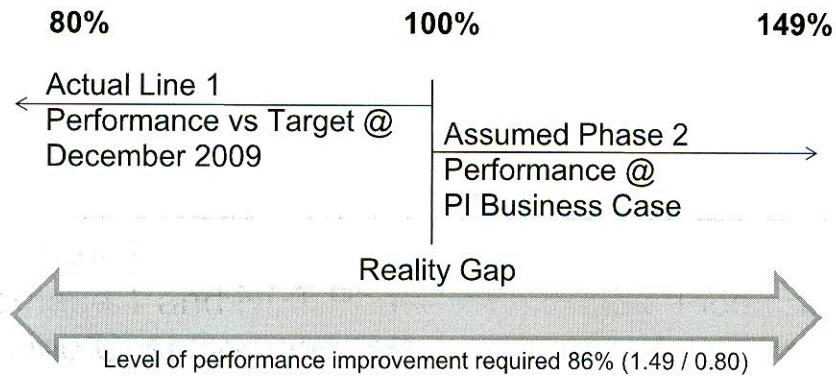 80% 100% 149%
Actual Line 1
Performance vs Target @
December 2009
Assumed Phase 2
Performance @
PI Business Case
Reality Gap
Level of performance improvement required 86% (1.49 / 0.80)